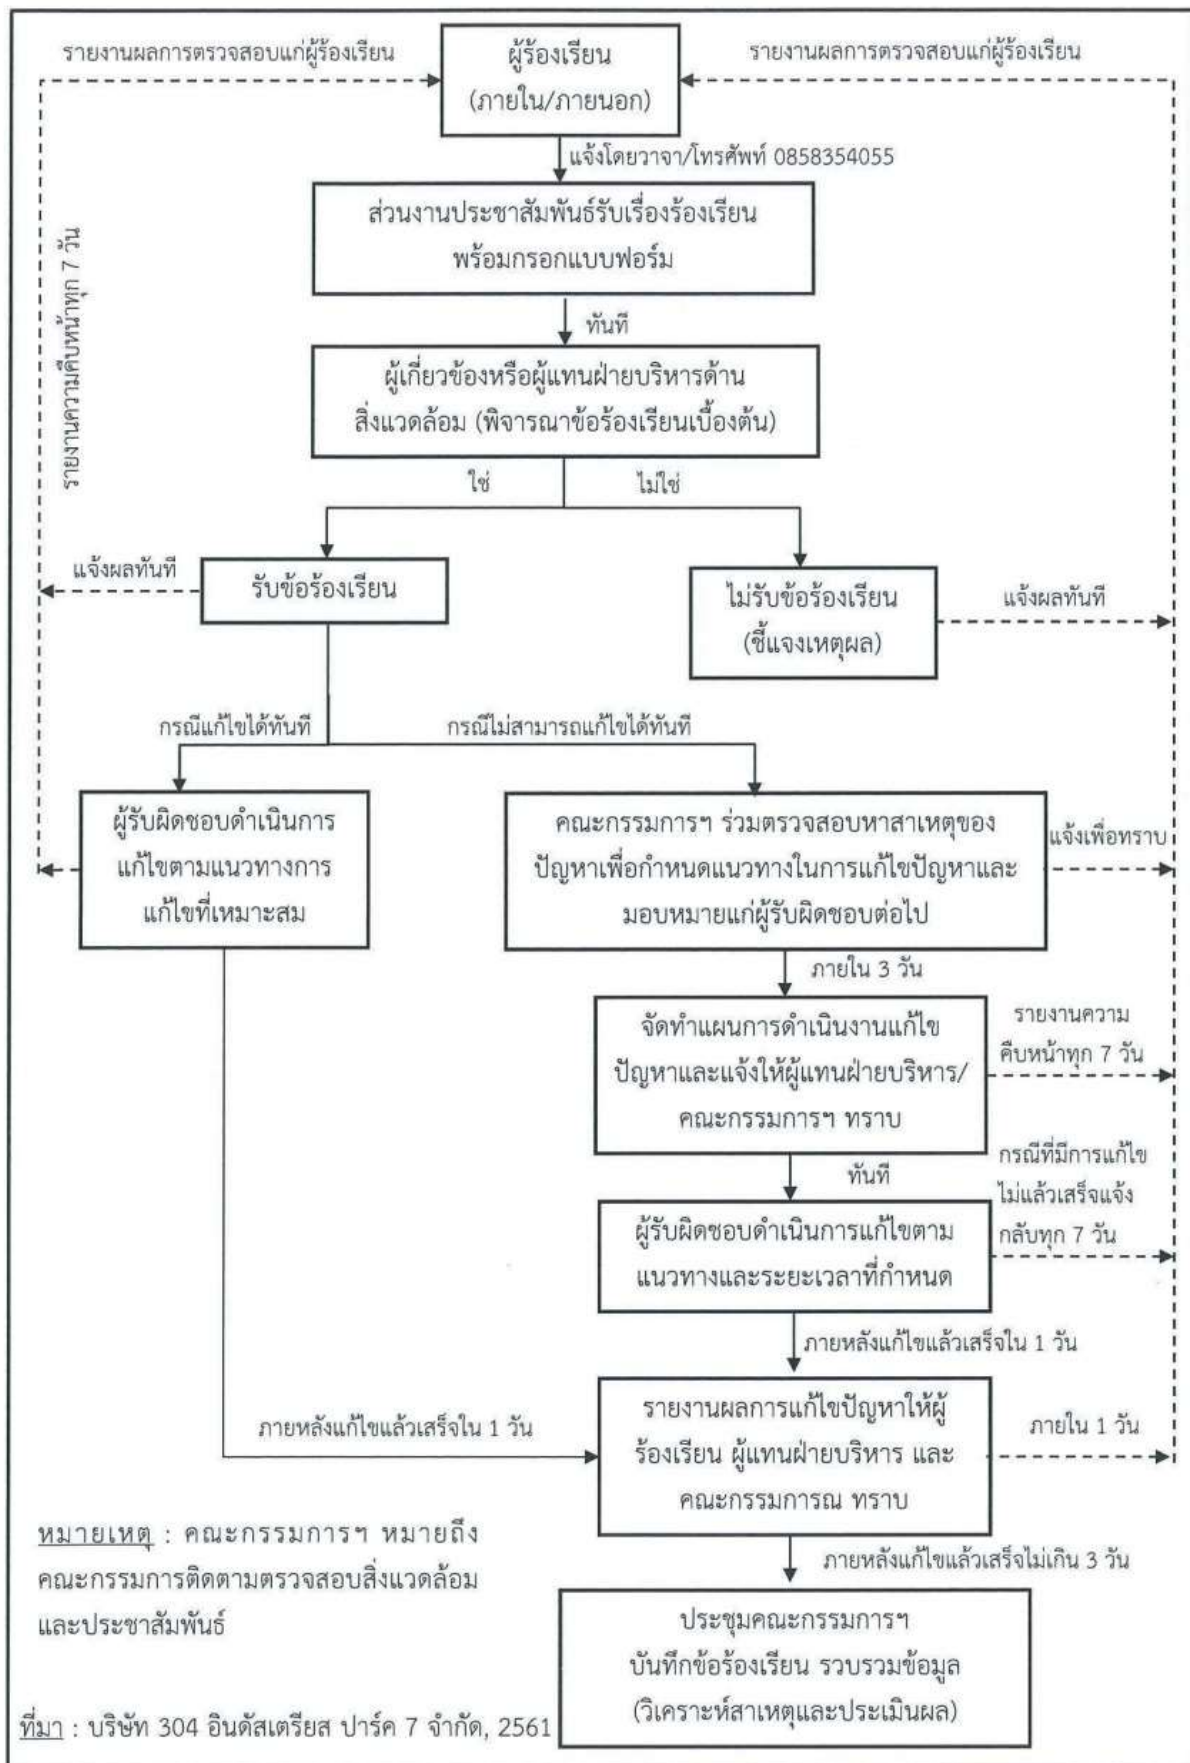 รายงานผลการตรวจสอบแก่ผู้ร้องเรียน
ผู้ร้องเรียน
(ภายใน/ภายนอก)
รายงานผลการตรวจสอบแก่ผู้ร้องเรียน
แจ้งโดยวาจา/โทรศัพท์ 0858354055
ส่วนงานประชาสัมพันธ์รับเรื่องร้องเรียน
พร้อมกรอกแบบฟอร์ม
รายงานความคืบหน้าทุก 7 วัน
ทันที
ผู้เกี่ยวข้องหรือผู้แทนฝ่ายบริหารด้าน
สิ่งแวดล้อม (พิจารณาข้อร้องเรียนเบื้องต้น)
ใช่
ไม่ใช่
แจ้งผลทันที
รับข้อร้องเรียน
ไม่รับข้อร้องเรียน
(ชี้แจงเหตุผล)
แจ้งผลทันที
กรณีแก้ไขได้ทันที
กรณีไม่สามารถแก้ไขได้ทันที
ผู้รับผิดชอบดำเนินการ
แก้ไขตามแนวทางการ
แก้ไขที่เหมาะสม
คณะกรรมการฯ ร่วมตรวจสอบหาสาเหตุของ
ปัญหาเพื่อกำหนดแนวทางในการแก้ไขปัญหาและ
มอบหมายแก่ผู้รับผิดชอบต่อไป
แจ้งเพื่อทราบ
ภายใน 3 วัน
จัดทำแผนการดำเนินงานแก้ไข
ปัญหาและแจ้งให้ผู้แทนฝ่ายบริหาร/
คณะกรรมการฯ ทราบ
รายงานความ
คืบหน้าทุก 7 วัน
ทันที
กรณีที่มีการแก้ไข
ไม่แล้วเสร็จแจ้ง
กลับทุก 7 วัน
ผู้รับผิดชอบดำเนินการแก้ไขตาม
แนวทางและระยะเวลาที่กำหนด
ภายหลังแก้ไขแล้วเสร็จใน 1 วัน
ภายหลังแก้ไขแล้วเสร็จใน 1 วัน
รายงานผลการแก้ไขปัญหาให้ผู้
ร้องเรียน ผู้แทนฝ่ายบริหาร และ
คณะกรรมการณ ทราบ
ภายใน 1 วัน
หมายเหตุ : คณะกรรมการฯ หมายถึง
คณะกรรมการติดตามตรวจสอบสิ่งแวดล้อม
และประชาสัมพันธ์
ภายหลังแก้ไขแล้วเสร็จไม่เกิน 3 วัน
ประชุมคณะกรรมการฯ
บันทึกข้อร้องเรียน รวบรวมข้อมูล
(วิเคราะห์สาเหตุและประเมินผล)
ที่มา : บริษัท 304 อินดัสเตรียส ปาร์ค 7 จำกัด, 2561